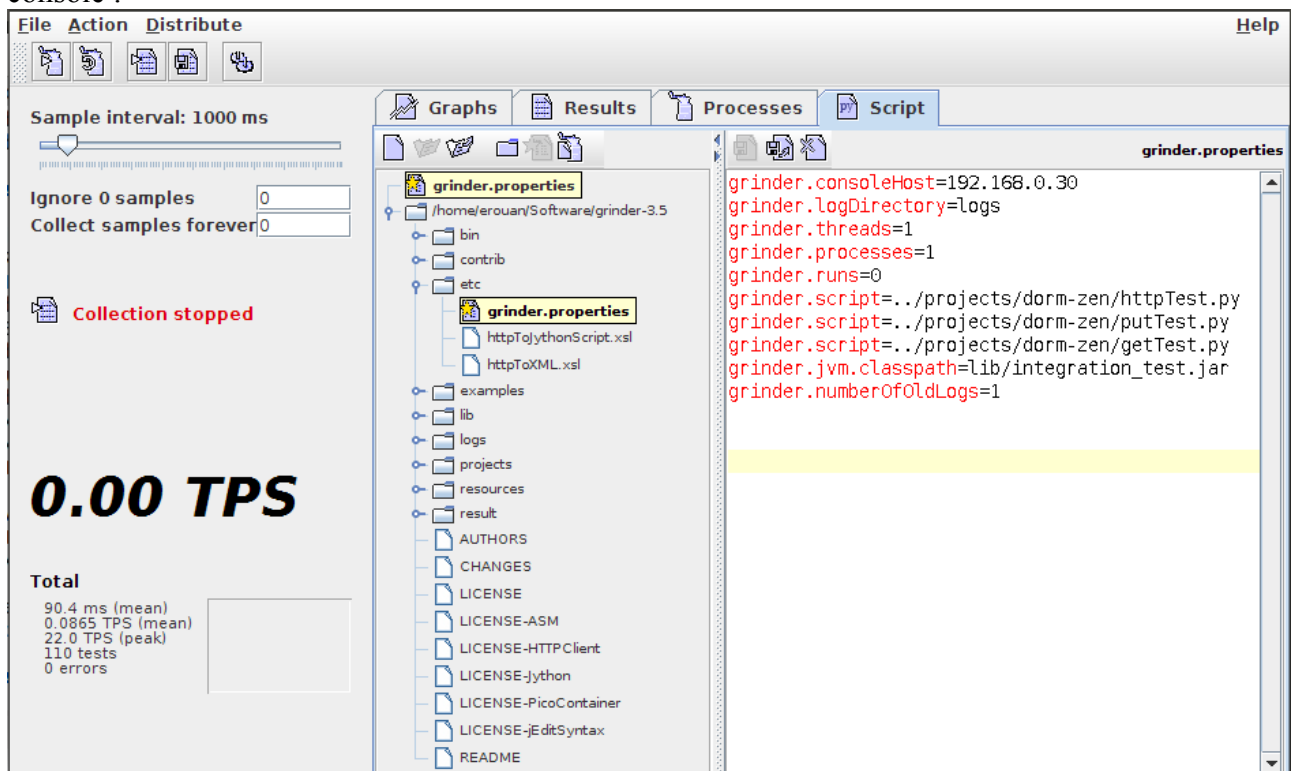 console :
File Action Distribute Help
Sample interval: 1000 ms
Ignore 0 samples 0
Collect samples forever 0
Collection stopped
0.00 TPS
Total
90.4 ms (mean)
0.0865 TPS (mean)
22.0 TPS (peak)
110 tests
0 errors
Graphs Results Processes Script
grinder.properties
/home/erouan/Software/grinder-3.5
bin
contrib
etc
grinder.properties
httpToJythonScript.xsl
httpToXML.xsl
examples
lib
logs
projects
resources
result
AUTHORS
CHANGES
LICENSE
LICENSE-ASM
LICENSE-HTTPClient
LICENSE-Jython
LICENSE-PicoContainer
LICENSE-jEditSyntax
README
grinder.properties
grinder.consoleHost=192.168.0.30
grinder.logDirectory=logs
grinder.threads=1
grinder.processes=1
grinder.runs=0
grinder.script=../projects/dorm-zen/httpTest.py
grinder.script=../projects/dorm-zen/putTest.py
grinder.script=../projects/dorm-zen/getTest.py
grinder.jvm.classpath=lib/integration_test.jar
grinder.numberOfOldLogs=1